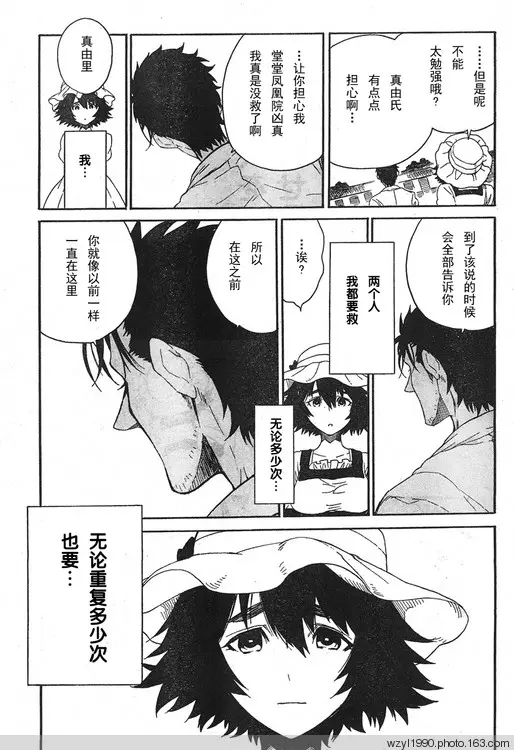 ……但是呢
不能
太勉强哦?
真由氏
有点点
担心啊…
…让你担心我
堂堂凤凰院凶真
我真是没救了啊
真由里
我…
到了该说的时候
会全部告诉你
两个人
我都要救
…诶?
无论多少次…
所以
在这之前
你就像以前一样
一直在这里
无论重复多少次
也要…
wzyl1990.photo.163.com